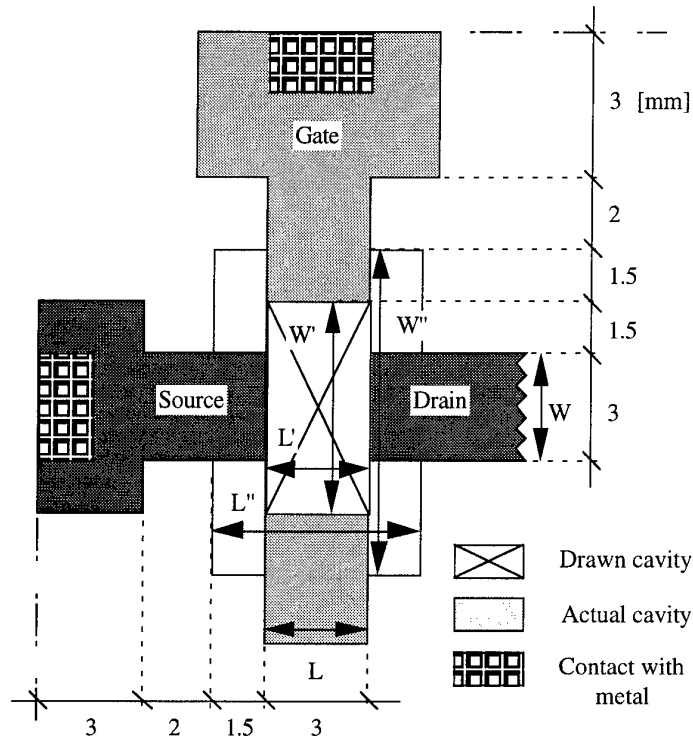 3 [mm]
Gate
2
1.5
W' W"
1.5
Source
Drain
W
3
L'
L"
Drawn cavity
Actual cavity
Contact with
metal
L
3 2 1.5 3